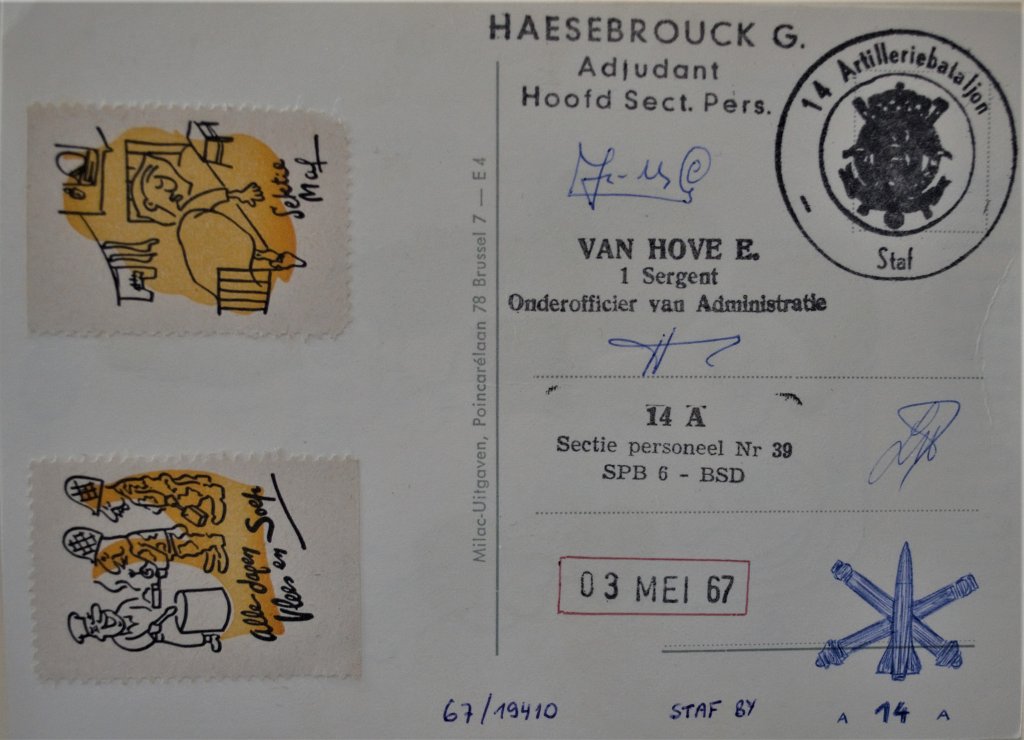 HAESEBROUCK G.
Adjudant
Hoofd Sect. Pers.
14 Artilleriebataljon
Staf
VAN HOVE E.
1 Sergent
Onderofficier van Administratie
14 A
Sectie personeel Nr 39
SPB 6 - BSD
03 MEI 67
Milac-Uitgaven, Poincarélaan 78 Brussel 7 — E 4
Sektie
Maf
Alle dagen Soep
Vlees en
67/19410
STAF BY
A 14 A